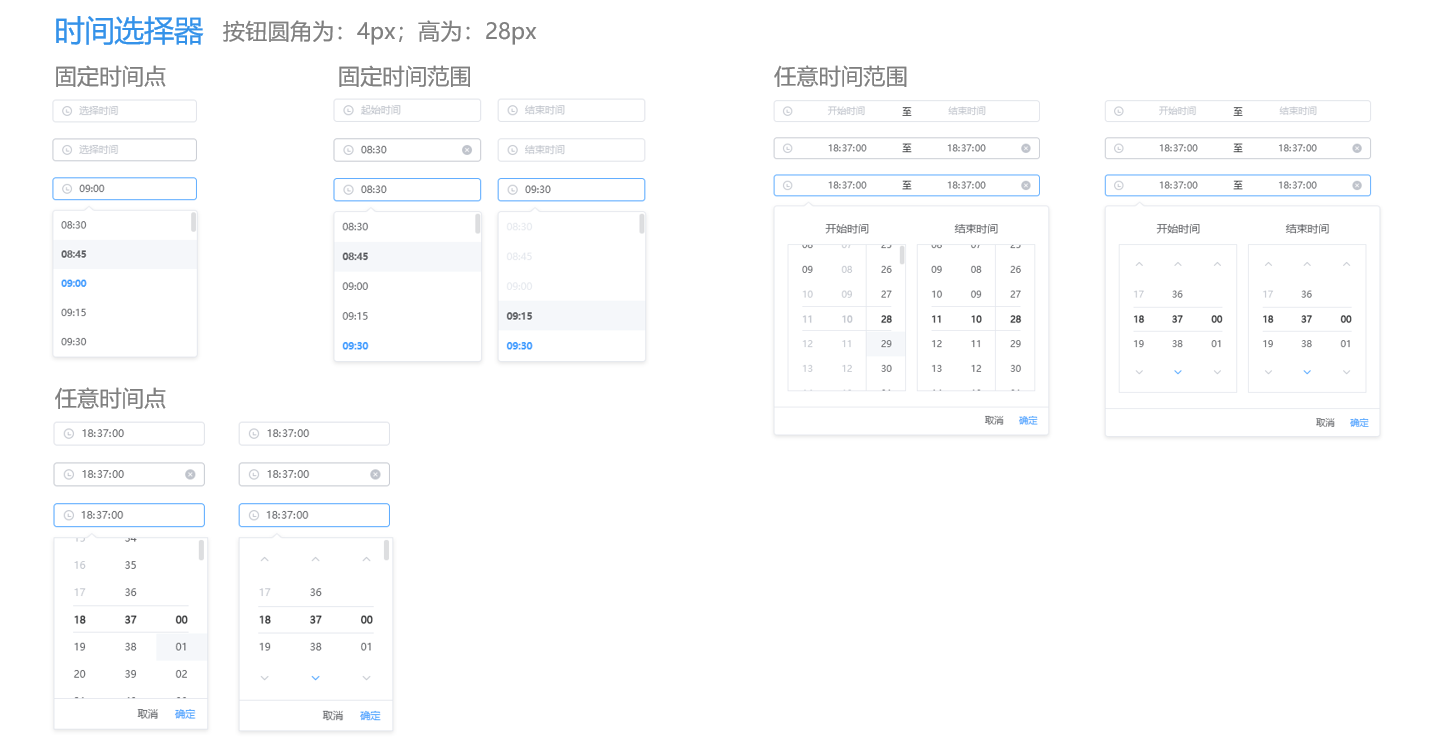 时间选择器 按钮圆角为：4px；高为：28px
固定时间点
选择时间
选择时间
09:00
08:30
08:45
09:00
09:15
09:30
固定时间范围
起始时间 结束时间
08:30 结束时间
08:30 09:30
08:30 08:30
08:45 08:45
09:00 09:00
09:15 09:15
09:30 09:30
任意时间范围
开始时间 至 结束时间
18:37:00 至 18:37:00
18:37:00 至 18:37:00
开始时间 结束时间
08 07 25 08 07 25
09 08 26 09 08 26
10 09 27 10 09 27
11 10 28 11 10 28
12 11 29 12 11 29
13 12 30 13 12 30
取消 确定
开始时间 至 结束时间
18:37:00 至 18:37:00
18:37:00 至 18:37:00
开始时间 结束时间
17 36 17 36
18 37 00 18 37 00
19 38 01 19 38 01
取消 确定
任意时间点
18:37:00
18:37:00
18:37:00
16 35
17 36
18 37 00
19 38 01
20 39 02
取消 确定
18:37:00
18:37:00
18:37:00
17 36
18 37 00
19 38 01
取消 确定